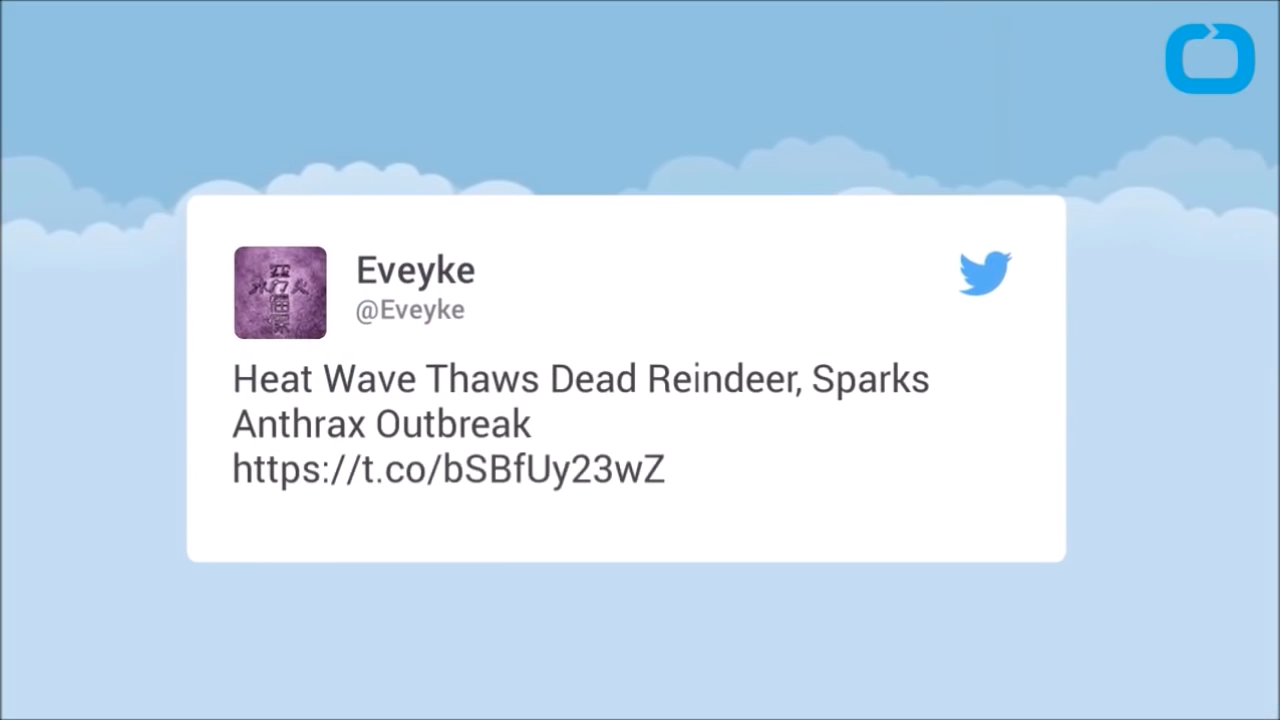 Eveyke
@Eveyke
Heat Wave Thaws Dead Reindeer, Sparks
Anthrax Outbreak
https://t.co/bSBfUy23wZ